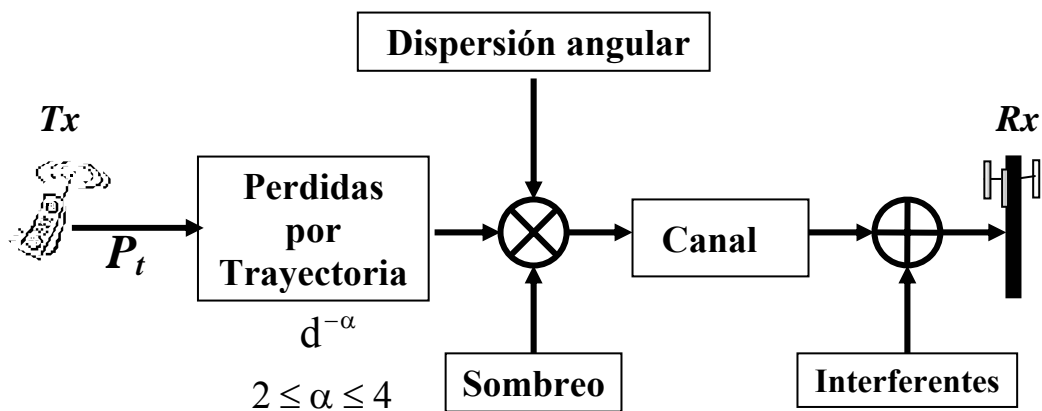 Dispersión angular
Tx
Rx
Perdidas
por
Trayectoria
P_t
Canal
d^{-α}
2 ≤ α ≤ 4
Sombreo
Interferentes